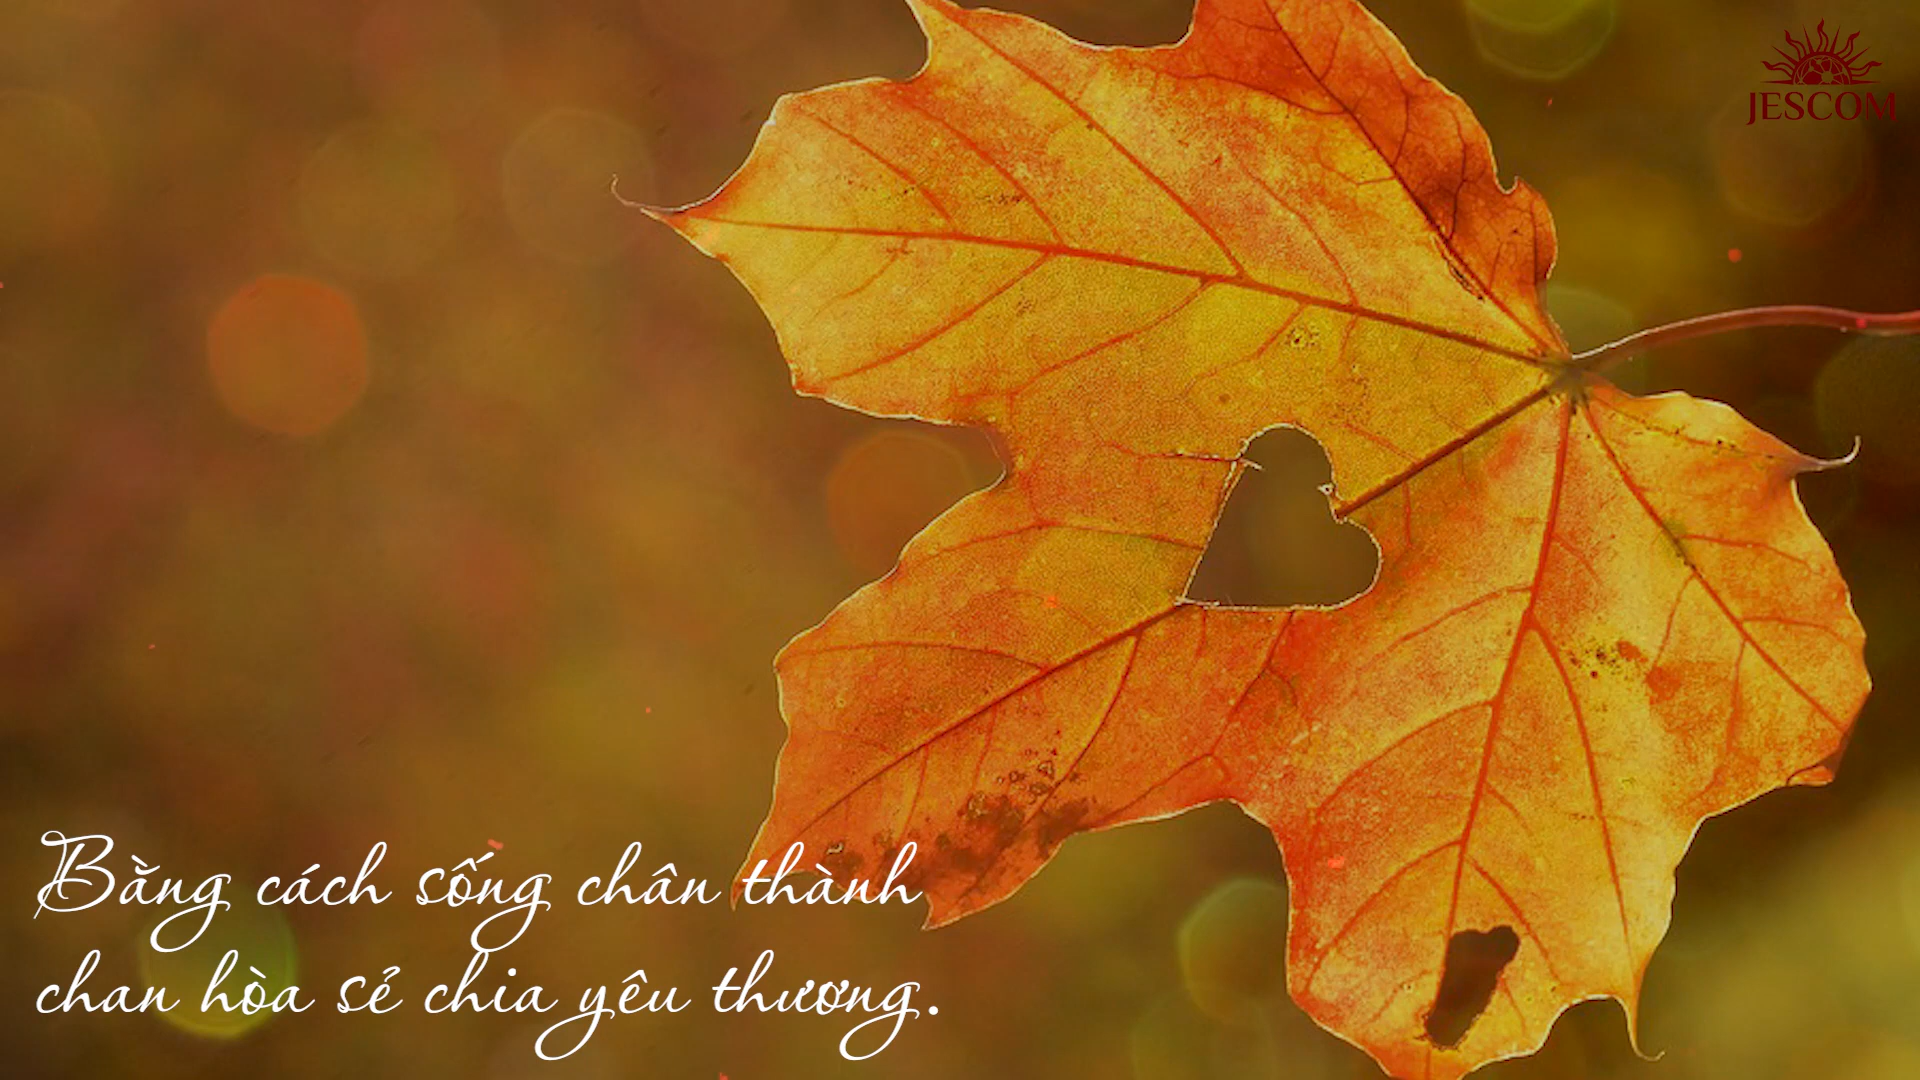 JESCOM
Bằng cách sống chân thành
chan hòa sẻ chia yêu thương.